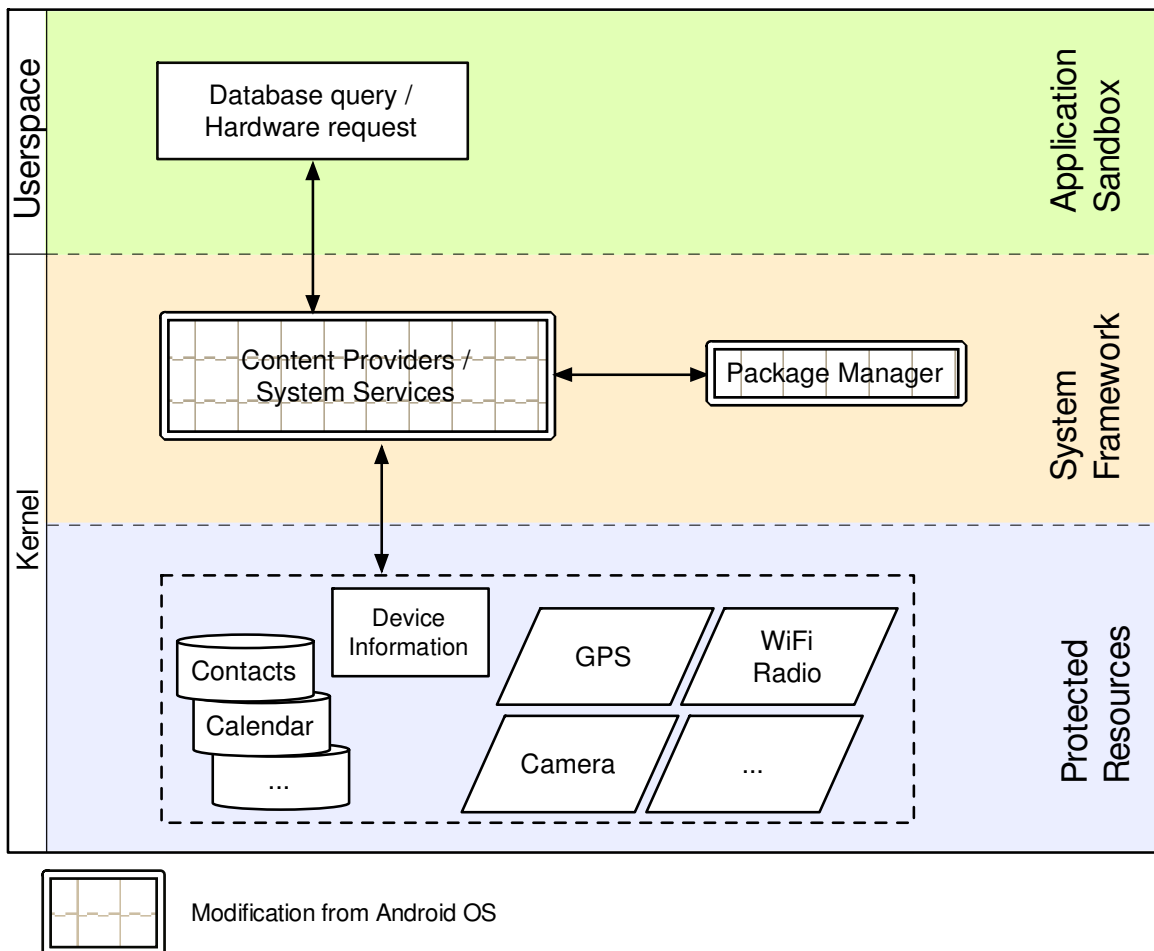 Userspace
Database query /
Hardware request
Application
Sandbox
Kernel
Content Providers /
System Services
Package Manager
System
Framework
Device
Information
Contacts
Calendar
...
GPS
WiFi
Radio
Camera
...
Protected
Resources
Modification from Android OS